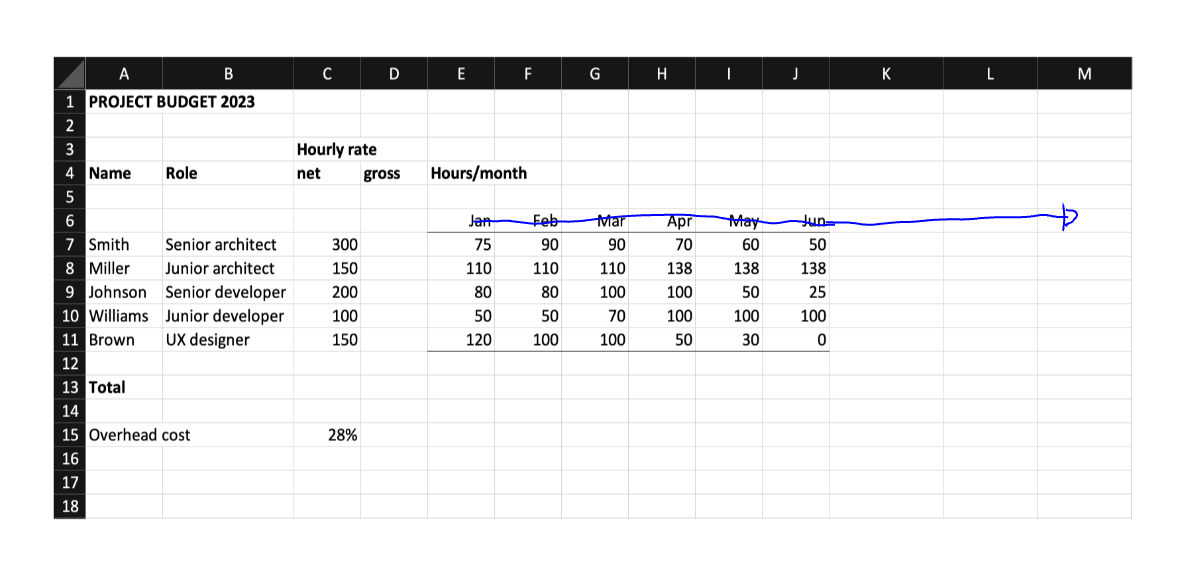 A B C D E F G H I J K L M
1 PROJECT BUDGET 2023
2
3 Hourly rate
4 Name Role net gross Hours/month
5
6 Jan Feb Mar Apr May Jun
7 Smith Senior architect 300 75 90 90 70 60 50
8 Miller Junior architect 150 110 110 110 138 138 138
9 Johnson Senior developer 200 80 80 100 100 50 25
10 Williams Junior developer 100 50 50 70 100 100 100
11 Brown UX designer 150 120 100 100 50 30 0
12
13 Total
14
15 Overhead cost 28%
16
17
18